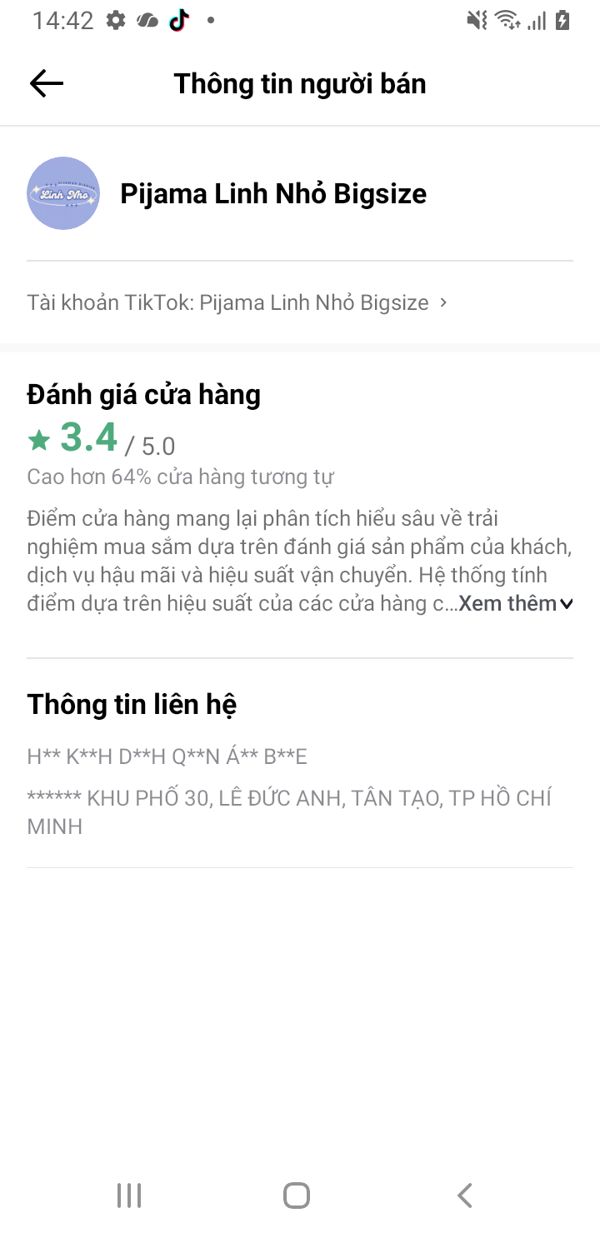 14:42
Thông tin người bán
Linh Nhỏ
Pijama Linh Nhỏ Bigsize
Tài khoản TikTok: Pijama Linh Nhỏ Bigsize
Đánh giá cửa hàng
3.4 / 5.0
Cao hơn 64% cửa hàng tương tự
Điểm cửa hàng mang lại phân tích hiểu sâu về trải
nghiệm mua sắm dựa trên đánh giá sản phẩm của khách,
dịch vụ hậu mãi và hiệu suất vận chuyển. Hệ thống tính
điểm dựa trên hiệu suất của các cửa hàng c...Xem thêm
Thông tin liên hệ
H** K**H D**H Q**N Á** B**E
****** KHU PHỐ 30, LÊ ĐỨC ANH, TÂN TẠO, TP HỒ CHÍ
MINH